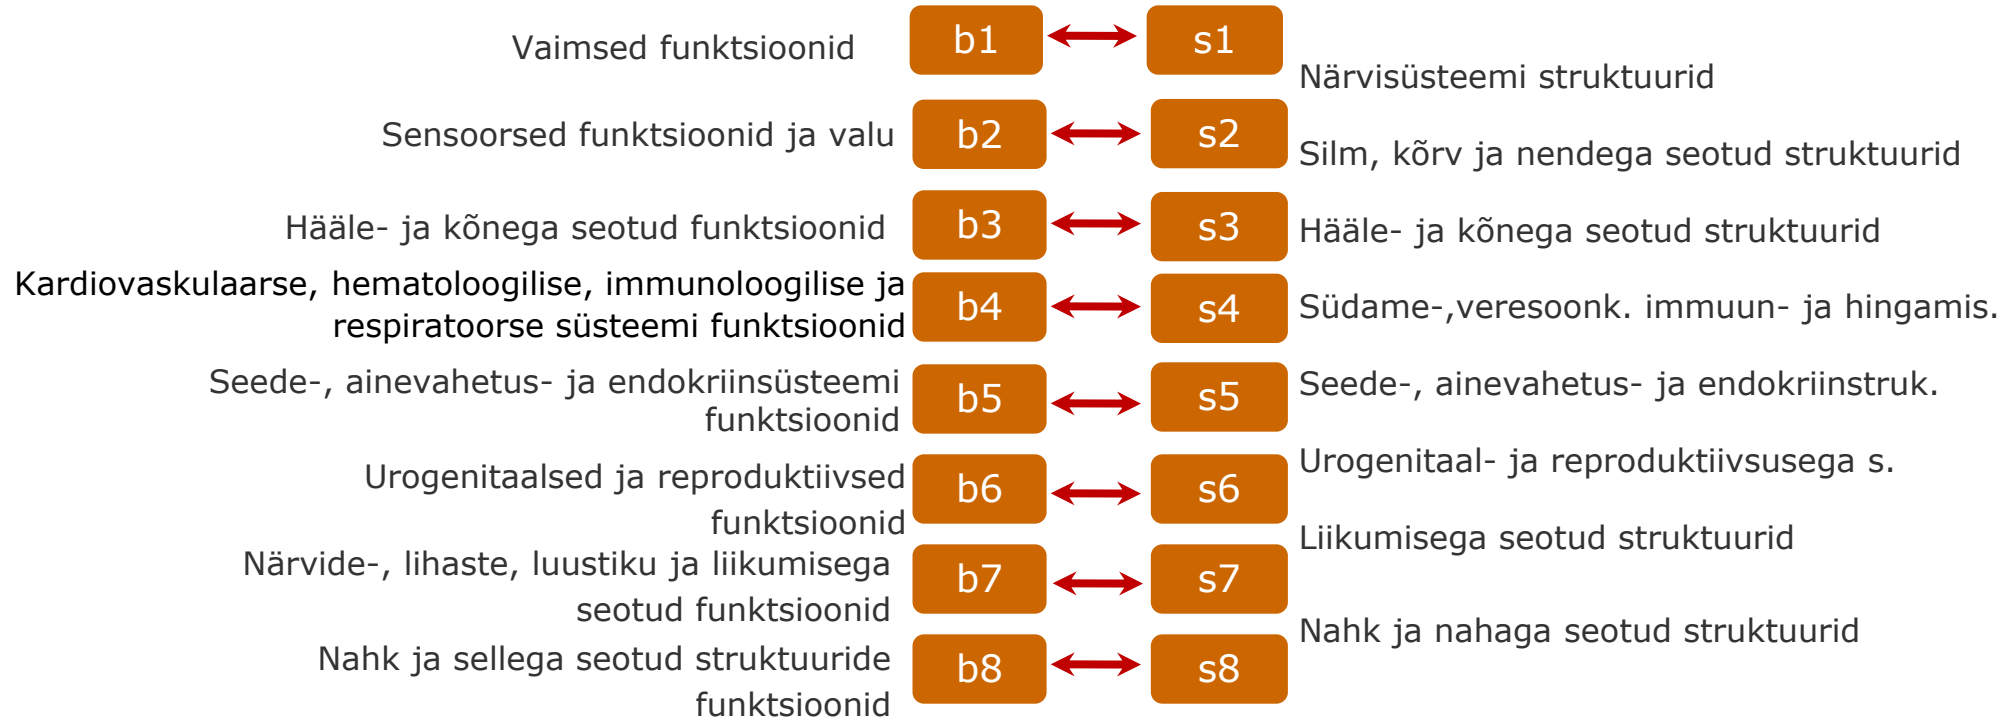 Vaimsed funktsioonid
b1
s1
Närvisüsteemi struktuurid
Sensoorsed funktsioonid ja valu
b2
s2
Silm, kõrv ja nendega seotud struktuurid
Hääle- ja kõnega seotud funktsioonid
b3
s3
Hääle- ja kõnega seotud struktuurid
Kardiovaskulaarse, hematoloogilise, immunoloogilise ja
respiratoorse süsteemi funktsioonid
b4
s4
Südame-,veresoonk. immuun- ja hingamis.
Seede-, ainevahetus- ja endokriinsüsteemi
funktsioonid
b5
s5
Seede-, ainevahetus- ja endokriinstruk.
Urogenitaalsed ja reproduktiivsed
funktsioonid
b6
s6
Urogenitaal- ja reproduktiivsusega s.
Närvide-, lihaste, luustiku ja liikumisega
seotud funktsioonid
b7
s7
Liikumisega seotud struktuurid
Nahk ja sellega seotud struktuuride
funktsioonid
b8
s8
Nahk ja nahaga seotud struktuurid